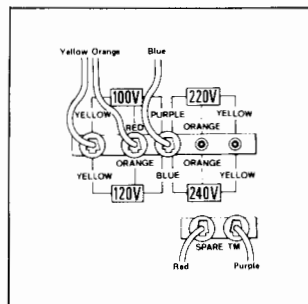 Yellow Orange Blue
100V 220V
YELLOW RED PURPLE YELLOW
ORANGE
ORANGE ORANGE
YELLOW BLUE YELLOW
120V 240V
SPARE TM
Red Purple